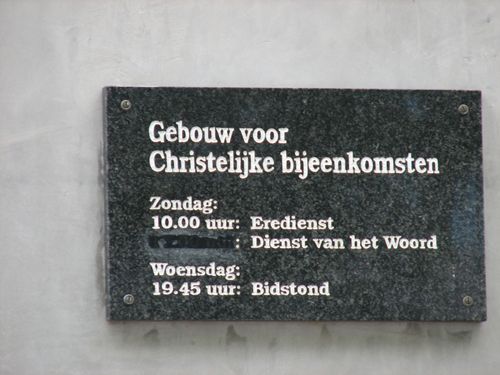 Gebouw voor
Christelijke bijeenkomsten
Zondag:
10.00 uur: Eredienst
: Dienst van het Woord
Woensdag:
19.45 uur: Bidstond